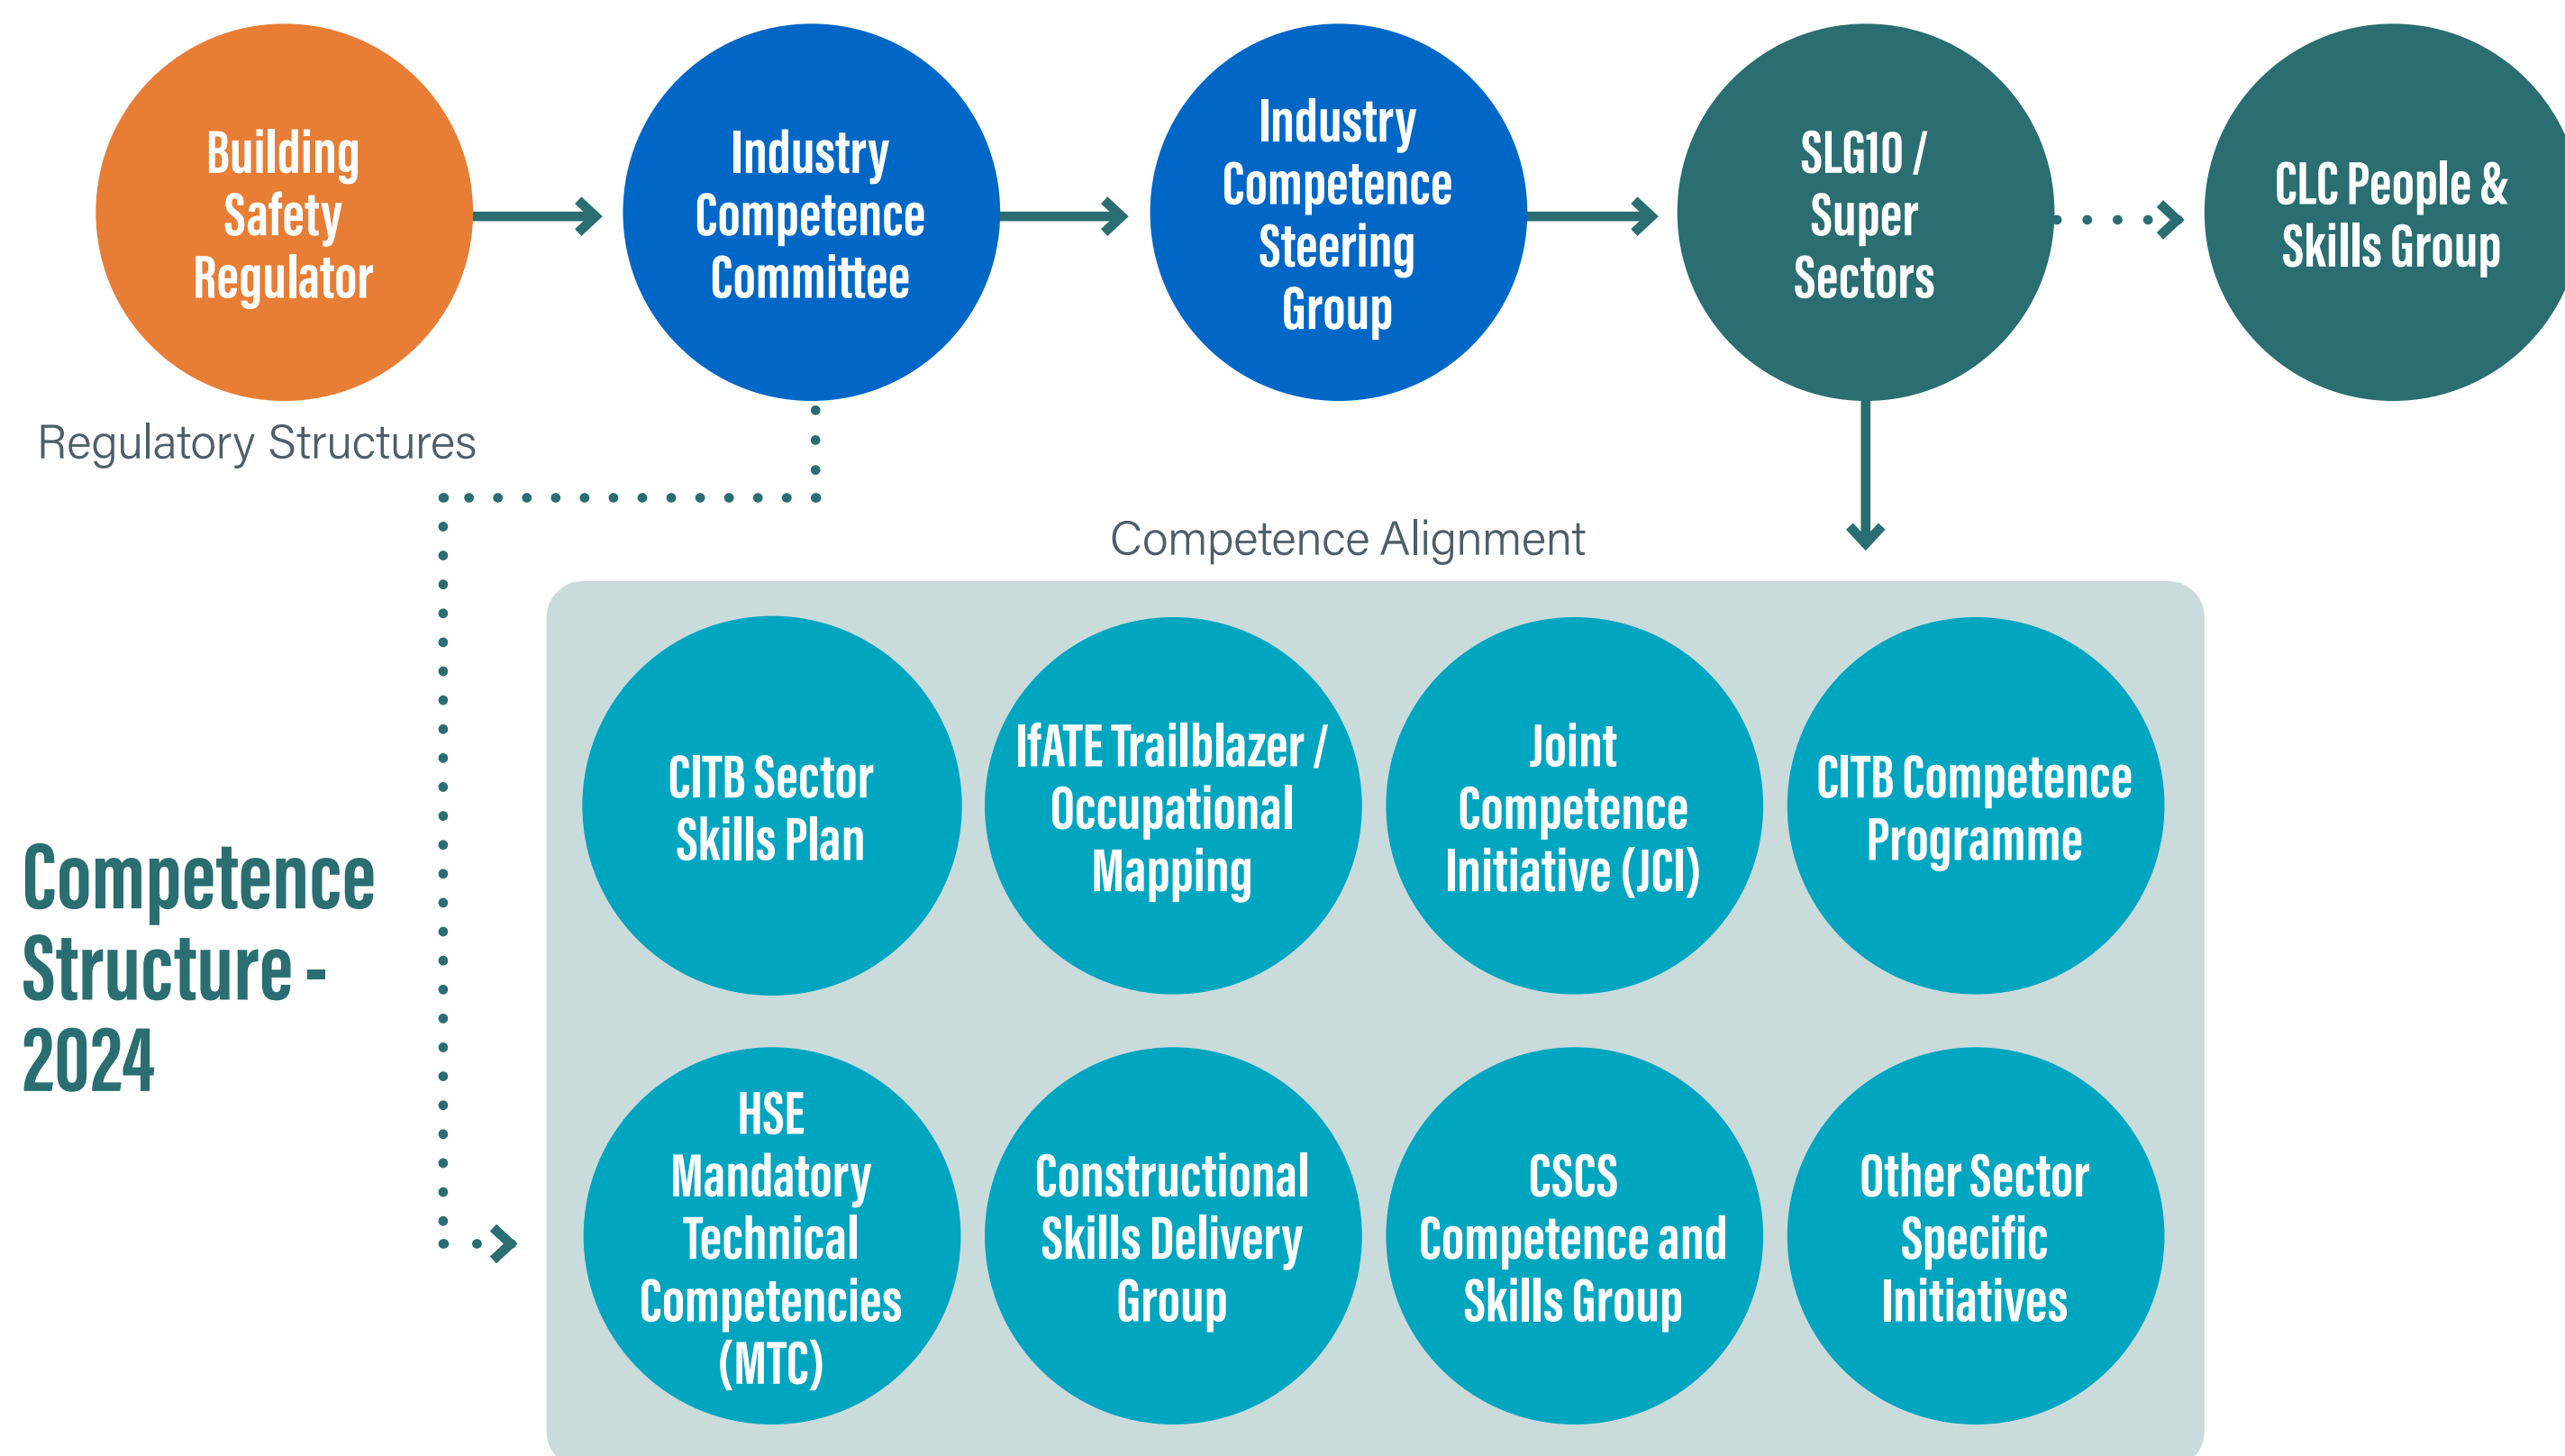 Building
Safety
Regulator
Industry
Competence
Committee
Industry
Competence
Steering
Group
SLG10 /
Super
Sectors
CLC People &
Skills Group
Regulatory Structures
Competence Alignment
Competence
Structure -
2024
CITB Sector
Skills Plan
IfATE Trailblazer /
Occupational
Mapping
Joint
Competence
Initiative (JCI)
CITB Competence
Programme
HSE
Mandatory
Technical
Competencies
(MTC)
Constructional
Skills Delivery
Group
CSCS
Competence and
Skills Group
Other Sector
Specific
Initiatives